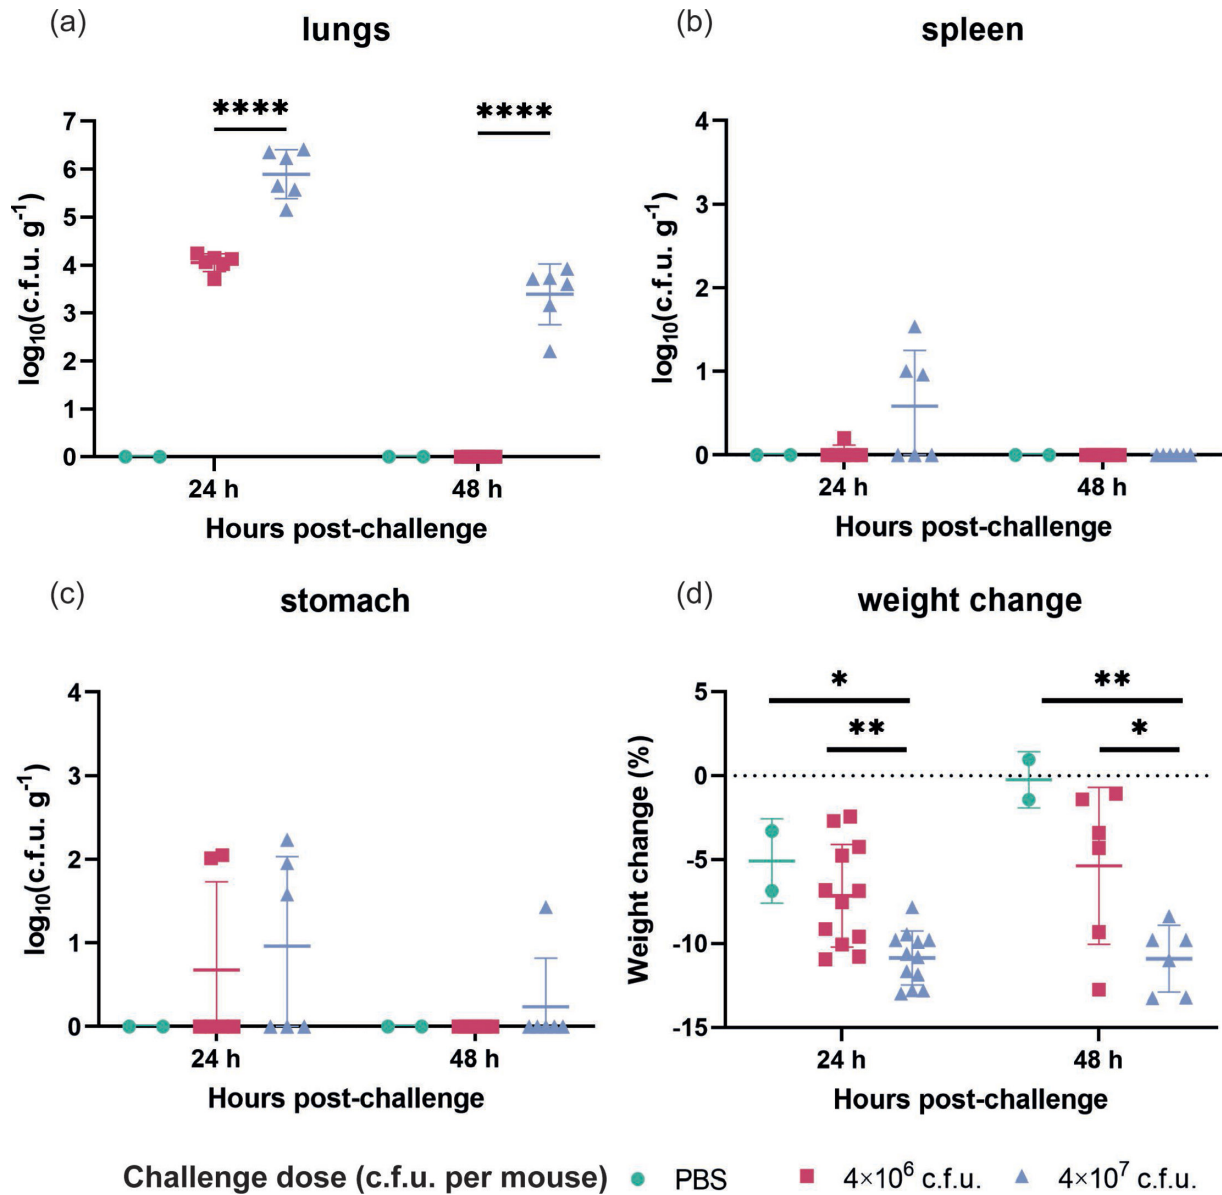 (a)
lungs
****
****
log10(c.f.u. g-1)
7
6
5
4
3
2
1
0
24 h
48 h
Hours post-challenge
(b)
spleen
log10(c.f.u. g-1)
4
3
2
1
0
24 h
48 h
Hours post-challenge
(c)
stomach
log10(c.f.u. g-1)
4
3
2
1
0
24 h
48 h
Hours post-challenge
(d)
weight change
*
**
**
*
Weight change (%)
5
0
-5
-10
-15
24 h
48 h
Hours post-challenge
Challenge dose (c.f.u. per mouse) PBS 4×10⁶ c.f.u. 4×10⁷ c.f.u.